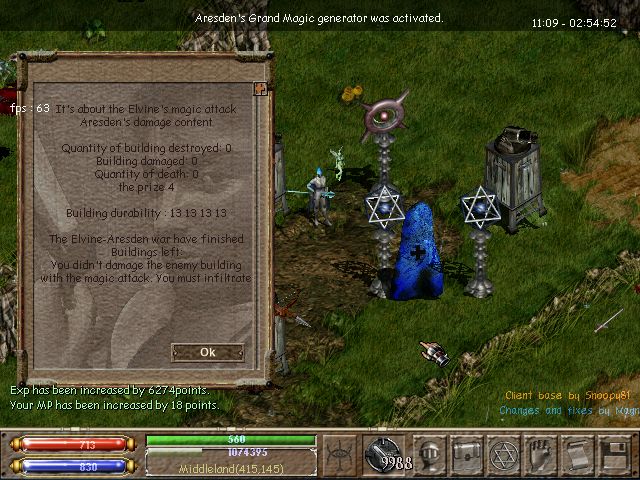 Aresden's Grand Magic generator was activated.
11:09 - 02:54:52
fps : 63
It's about the Elvine's magic attack
Aresden's damage content
Quantity of building destroyed: 0
Building damaged: 0
Quantity of death: 0
the prize 4
Building durability : 13 13 13 13
The Elvine-Aresden war have finished
Buildings left:
You didn't damage the enemy building
with the magic attack. You must infiltrate
Ok
Exp has been increased by 6274points.
Your MP has been increased by 18 points.
Client base by Snoopy81
Changes and fixes by Magn
713
560
9988
830
1074395
Middleland(415,145)